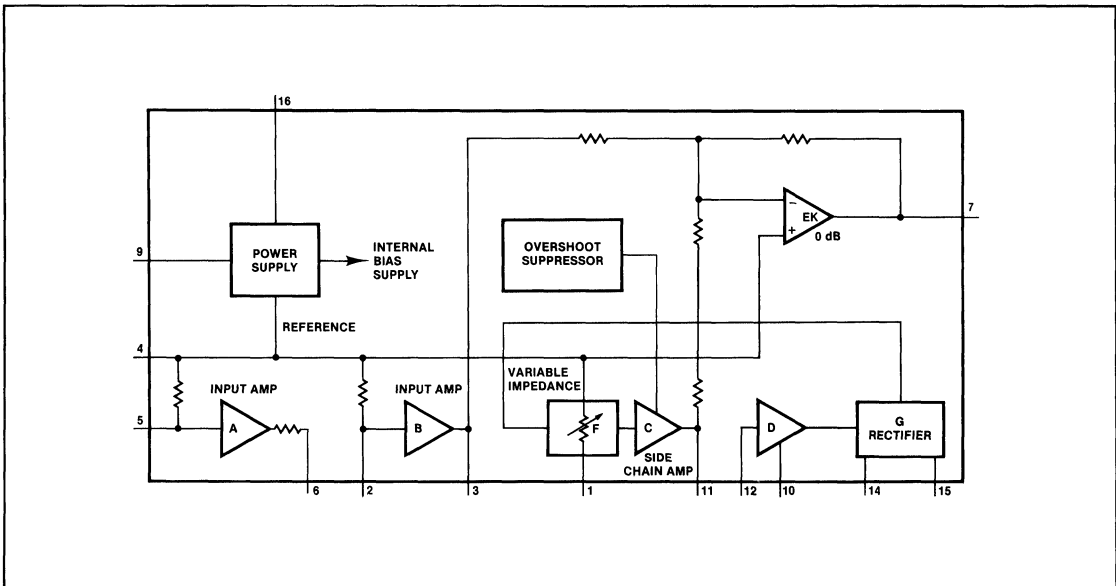 16
7
−
EK
+
0 dB
OVERSHOOT
SUPPRESSOR
INTERNAL
BIAS
SUPPLY
POWER
SUPPLY
9
REFERENCE
4
VARIABLE
IMPEDANCE
INPUT AMP
INPUT AMP
5
A
B
F
C
D
G
RECTIFIER
SIDE
CHAIN AMP
6
2
3
1
11
12
10
14
15